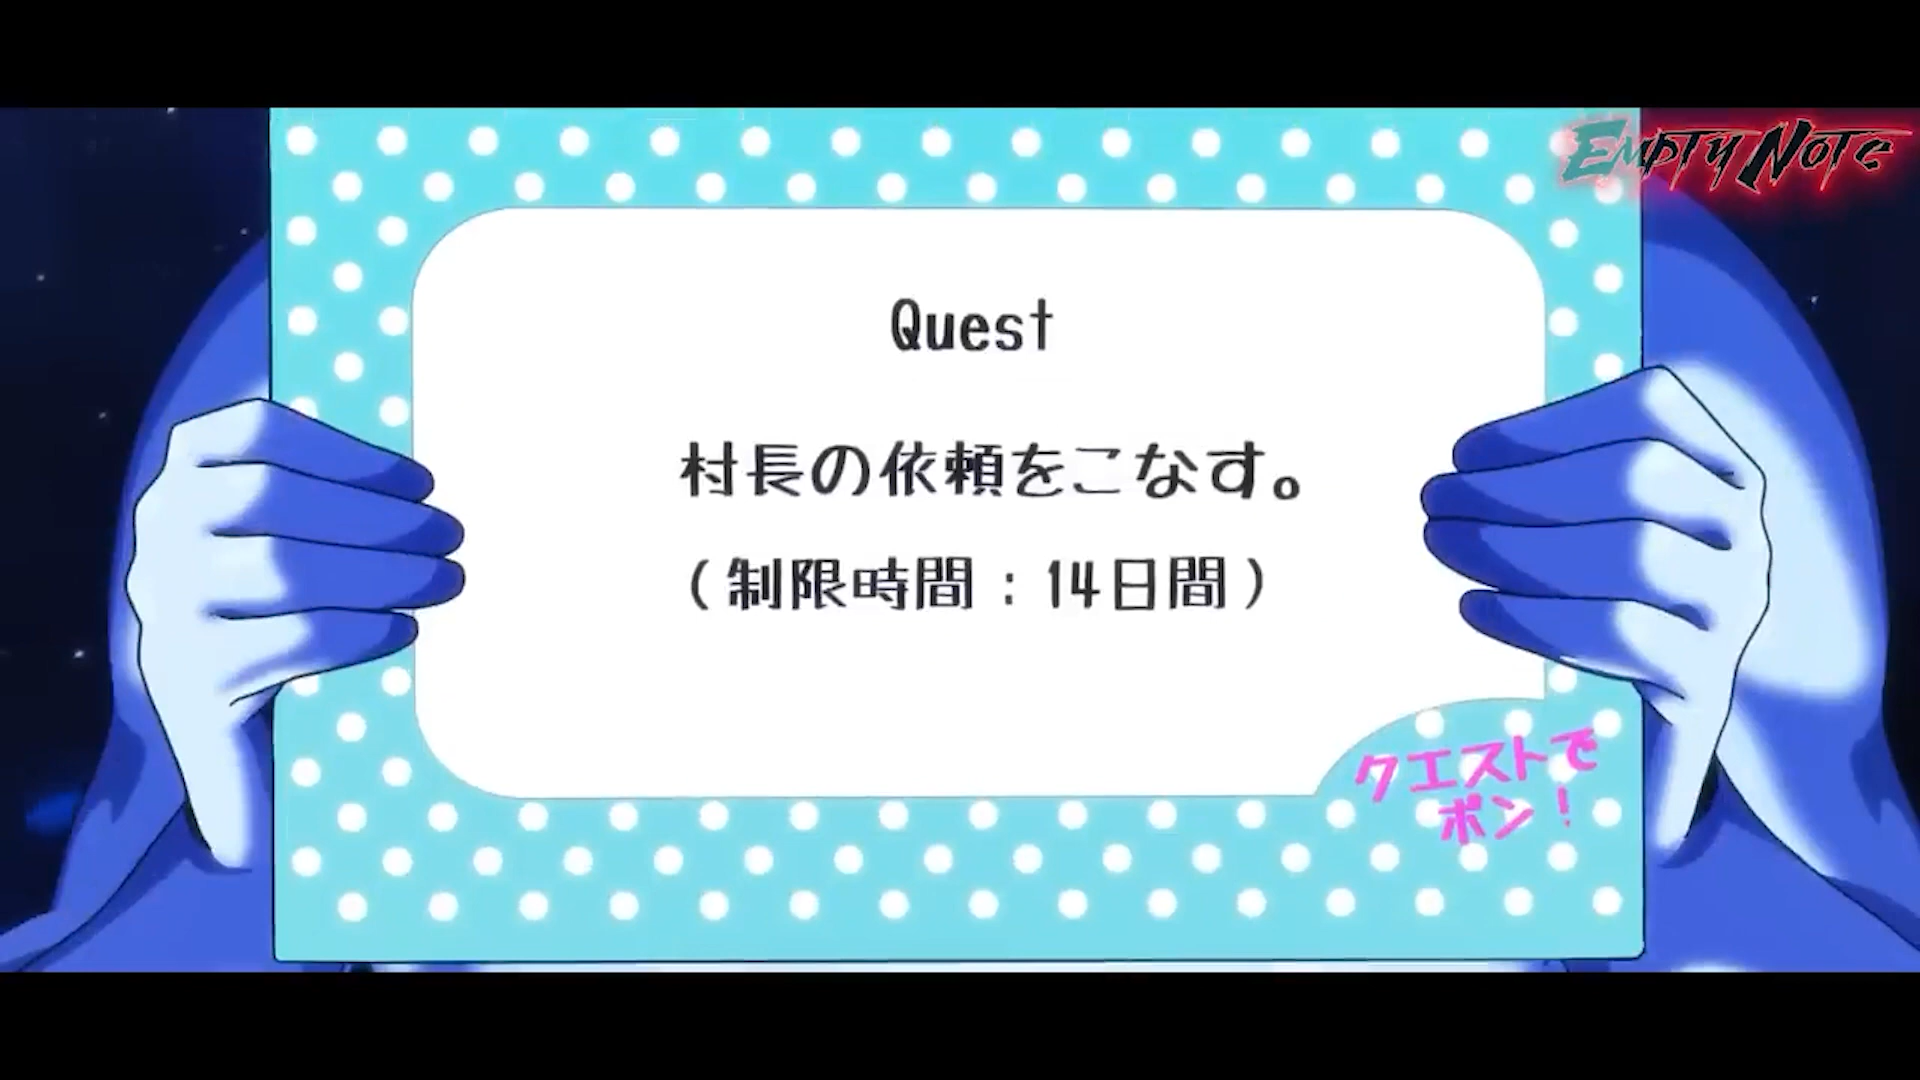 EMPTY NOTE
Quest
村長の依頼をこなす。
（制限時間：14日間）
クエストで
ポン！